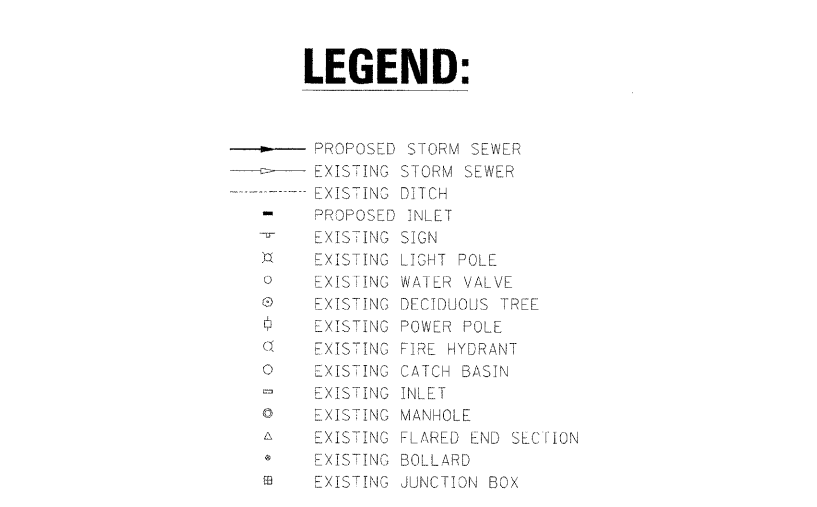 LEGEND:
PROPOSED STORM SEWER
EXISTING STORM SEWER
EXISTING DITCH
PROPOSED INLET
EXISTING SIGN
EXISTING LIGHT POLE
EXISTING WATER VALVE
EXISTING DECIDUOUS TREE
EXISTING POWER POLE
EXISTING FIRE HYDRANT
EXISTING CATCH BASIN
EXISTING INLET
EXISTING MANHOLE
EXISTING FLARED END SECTION
EXISTING BOLLARD
EXISTING JUNCTION BOX